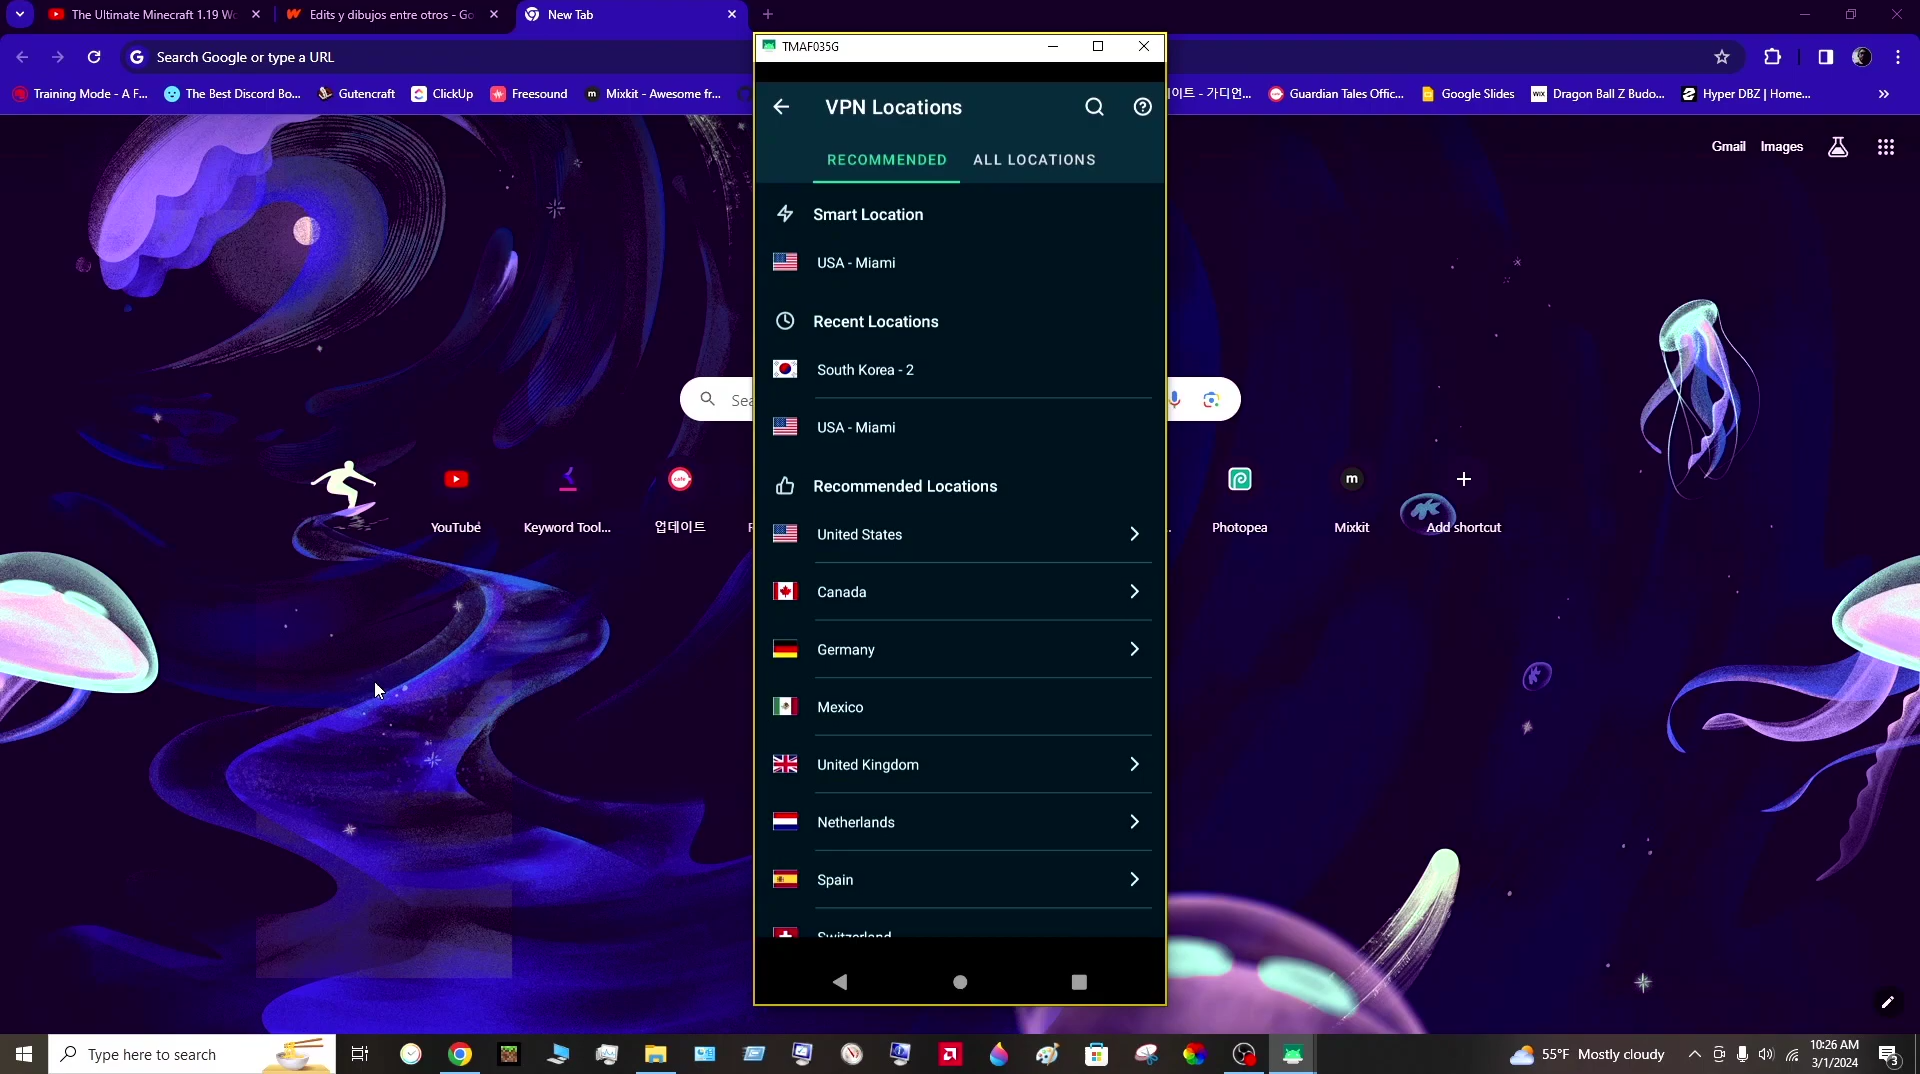 The Ultimate Minecraft 1.19 Wo
Edits y dibujos entre otros - Go
New Tab
TMAF035G
Search Google or type a URL
Training Mode - A F...
The Best Discord Bo...
Gutencraft
ClickUp
Freesound
Mixkit - Awesome fr...
이트 - 가디언...
Guardian Tales Offic...
Google Slides
Dragon Ball Z Budo...
Hyper DBZ | Home...
VPN Locations
RECOMMENDED
ALL LOCATIONS
Gmail
Images
Smart Location
USA - Miami
Recent Locations
South Korea - 2
USA - Miami
Recommended Locations
United States
Canada
Germany
Mexico
United Kingdom
Netherlands
Spain
Switzerland
Sea
YouTube
Keyword Tool...
업데이트
Photopea
m
Mixkit
Add shortcut
Type here to search
55°F Mostly cloudy
10:26 AM
3/1/2024
3